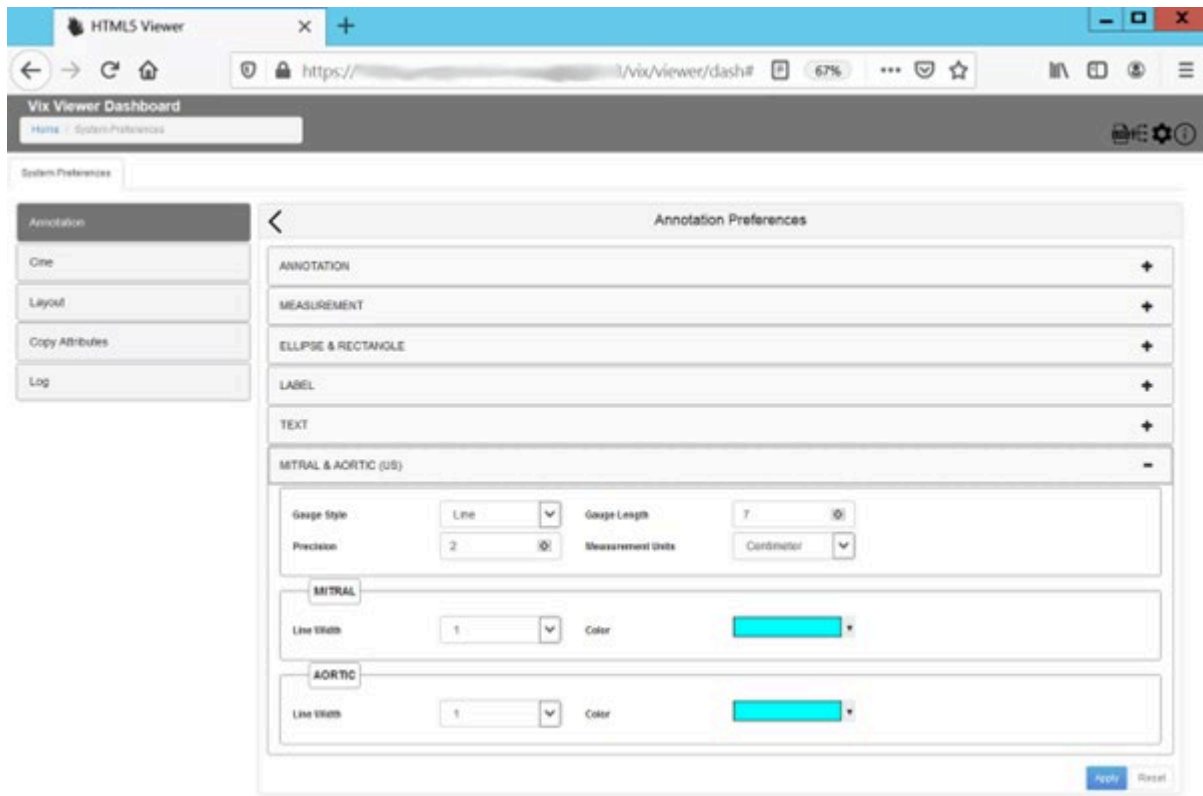 HTML5 Viewer
https://
/vix/viewer/dash#
67%
Vix Viewer Dashboard
Home / System Preferences
System Preferences
Annotation
Cine
Layout
Copy Attributes
Log
Annotation Preferences
ANNOTATION
MEASUREMENT
ELLIPSE & RECTANGLE
LABEL
TEXT
MITRAL & AORTIC (US)
Gauge Style Line Gauge Length 7
Precision 2 Measurement Units Centimeter
MITRAL
Line Width 1 Color
AORTIC
Line Width 1 Color
Apply Reset